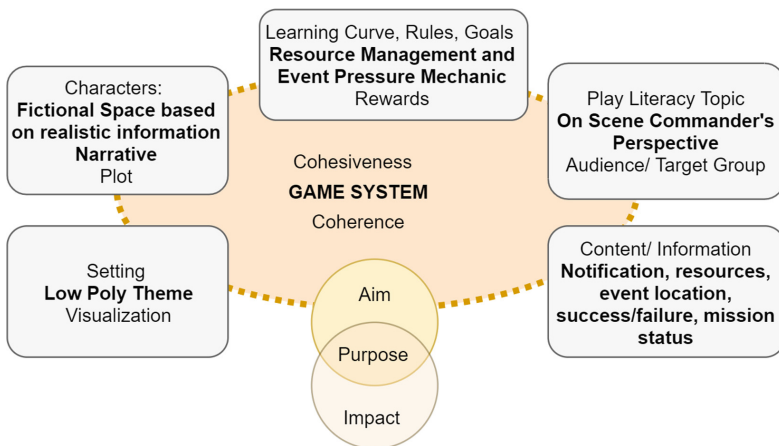 Learning Curve, Rules, Goals
Resource Management and
Event Pressure Mechanic
Rewards
Characters:
Fictional Space based
on realistic information
Narrative
Plot
Play Literacy Topic
On Scene Commander's
Perspective
Audience/ Target Group
Cohesiveness
GAME SYSTEM
Coherence
Setting
Low Poly Theme
Visualization
Content/ Information
Notification, resources,
event location,
success/failure, mission
status
Aim
Purpose
Impact